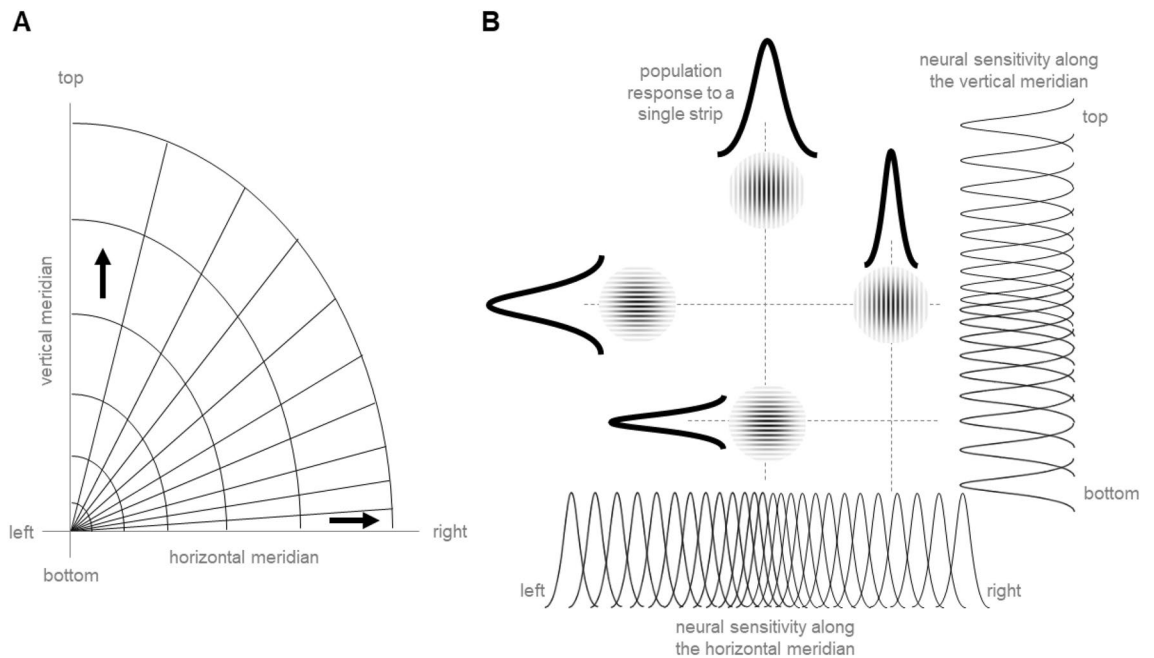 A
top
vertical meridian
left
right
horizontal meridian
bottom
B
population
response to a
single strip
neural sensitivity along
the vertical meridian
top
bottom
left
right
neural sensitivity along
the horizontal meridian